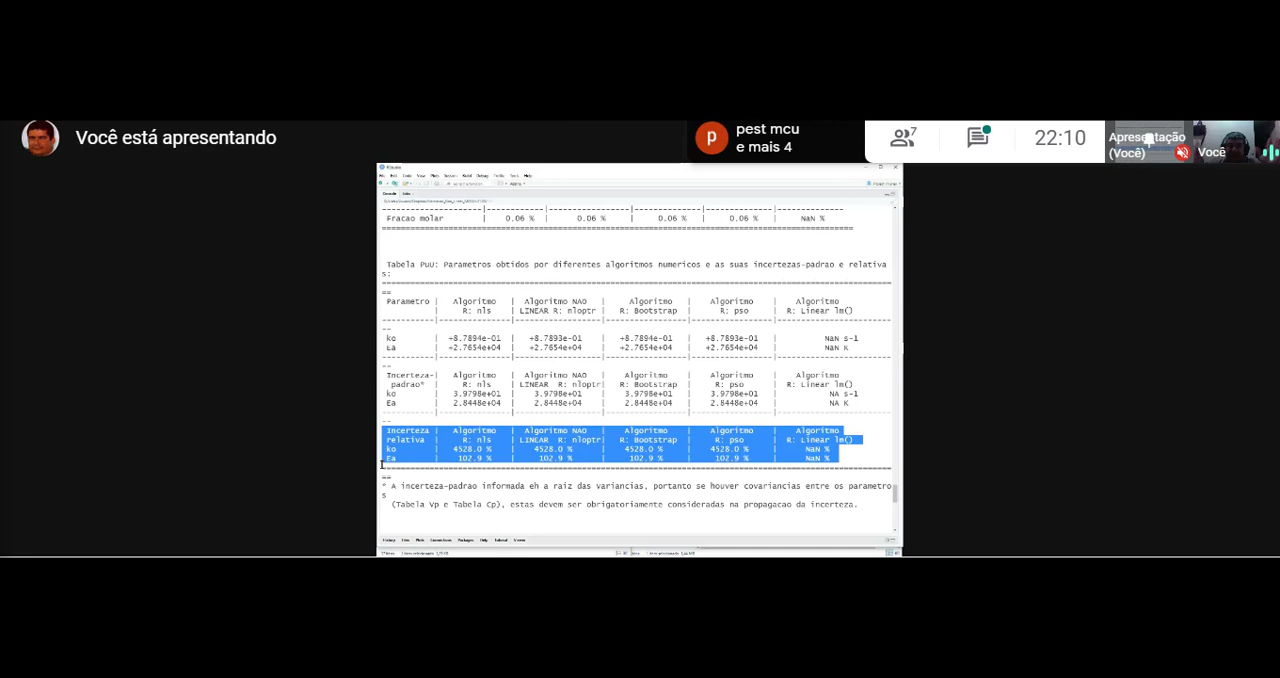 Você está apresentando
p
pest mcu
e mais 4
7
22:10
Apresentação
(Você)
Você
Fracao molar | 0.06 % | 0.06 % | 0.06 % | 0.06 % | NaN %
Tabela PuU: Parametros obtidos por diferentes algoritmos numericos e as suas incertezas-padrao e relativa
s:
Parametro | Algoritmo | Algoritmo NAO | Algoritmo | Algoritmo | Algoritmo
| R: nls | LINEAR R: nloptr | R: Bootstrap | R: pso | R: Linear lm()
ko | +8.7894e-01 | +8.7893e-01 | +8.7894e-01 | +8.7893e-01 | NaN s-1
Ea | +2.7654e+04 | +2.7654e+04 | +2.7654e+04 | +2.7654e+04 | NaN K
Incerteza-| Algoritmo | Algoritmo NAO | Algoritmo | Algoritmo | Algoritmo
padrao* | R: nls | LINEAR R: nloptr| R: Bootstrap | R: pso | R: Linear lm()
ko | 3.9798e+01 | 3.9798e+01 | 3.9798e+01 | 3.9798e+01 | NA s-1
Ea | 2.8448e+04 | 2.8448e+04 | 2.8448e+04 | 2.8448e+04 | NA K
Incerteza | Algoritmo | Algoritmo NAO | Algoritmo | Algoritmo | Algoritmo
relativa | R: nls | LINEAR R: nloptr| R: Bootstrap | R: pso | R: Linear lm()
ko | 4528.0 % | 4528.0 % | 4528.0 % | 4528.0 % | NaN %
Ea | 102.9 % | 102.9 % | 102.9 % | 102.9 % | NaN %
* A incerteza-padrao informada eh a raiz das variancias, portanto se houver covariancias entre os parametro
s
(Tabela Vp e Tabela Cp), estas devem ser obrigatoriamente consideradas na propagacao da incerteza.